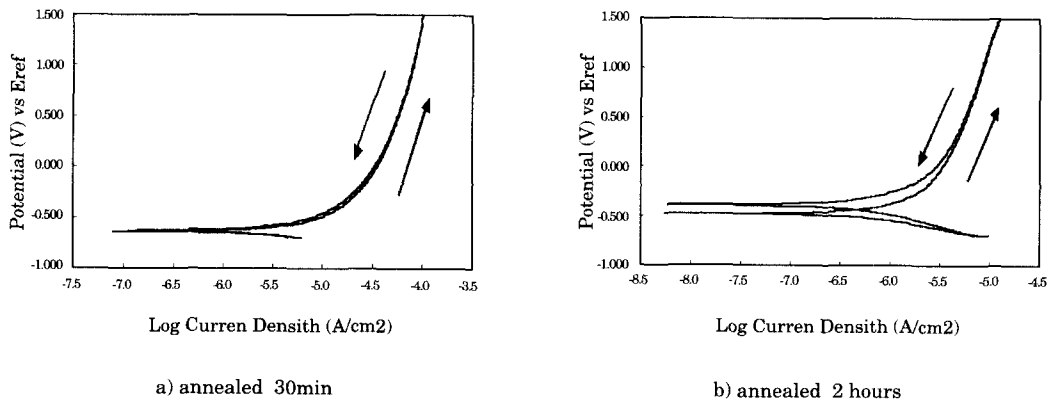 1.500
1.000
0.500
0.000
-0.500
-1.000
Potential (V) vs Eref
-7.5 -7.0 -6.5 -6.0 -5.5 -5.0 -4.5 -4.0 -3.5
Log Curren Densith (A/cm2)
a) annealed 30min
1.500
1.000
0.500
0.000
-0.500
-1.000
Potential (V) vs Eref
-8.5 -8.0 -7.5 -7.0 -6.5 -6.0 -5.5 -5.0 -4.5
Log Curren Densith (A/cm2)
b) annealed 2 hours